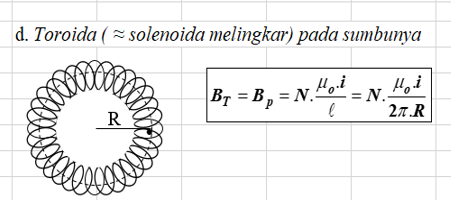 d. Toroida ( ≈ solenoida melingkar) pada sumbunya
B_T = B_p = N. μ_o.i / ℓ = N. μ_o.i / 2π.R
R